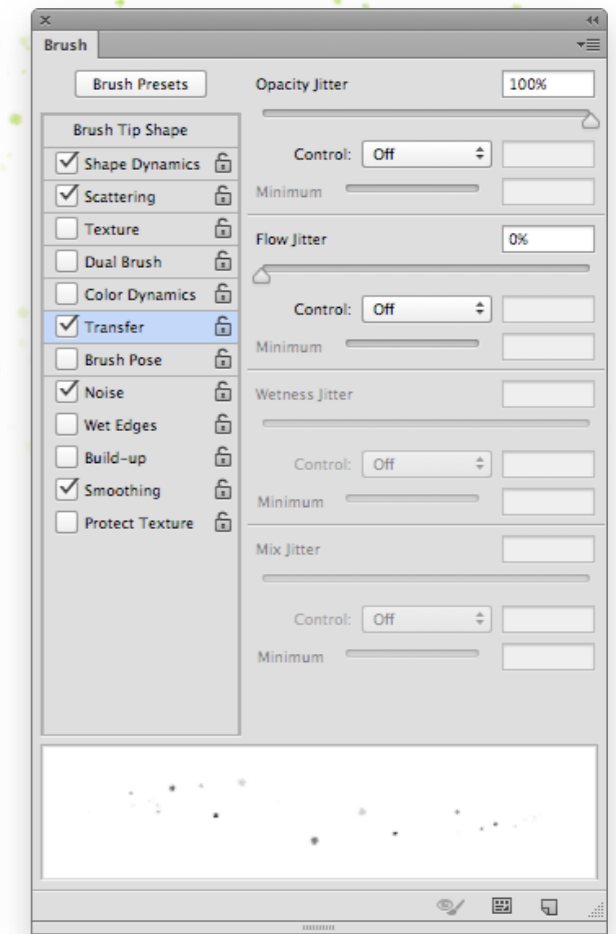 Brush
Brush Presets
Brush Tip Shape
Shape Dynamics
Scattering
Texture
Dual Brush
Color Dynamics
Transfer
Brush Pose
Noise
Wet Edges
Build-up
Smoothing
Protect Texture
Opacity Jitter 100%
Control: Off
Minimum
Flow Jitter 0%
Control: Off
Minimum
Wetness Jitter
Control: Off
Minimum
Mix Jitter
Control: Off
Minimum